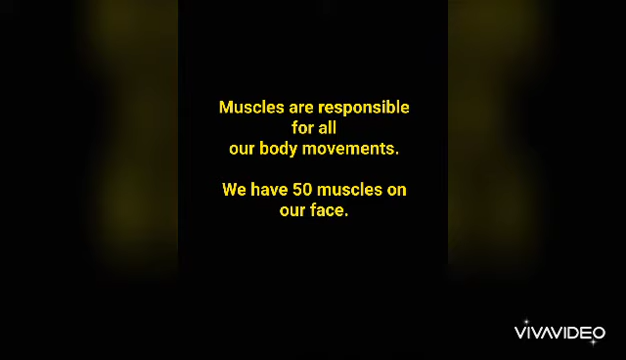 Muscles are responsible
for all
our body movements.
We have 50 muscles on
our face.
VIVAVIDEO